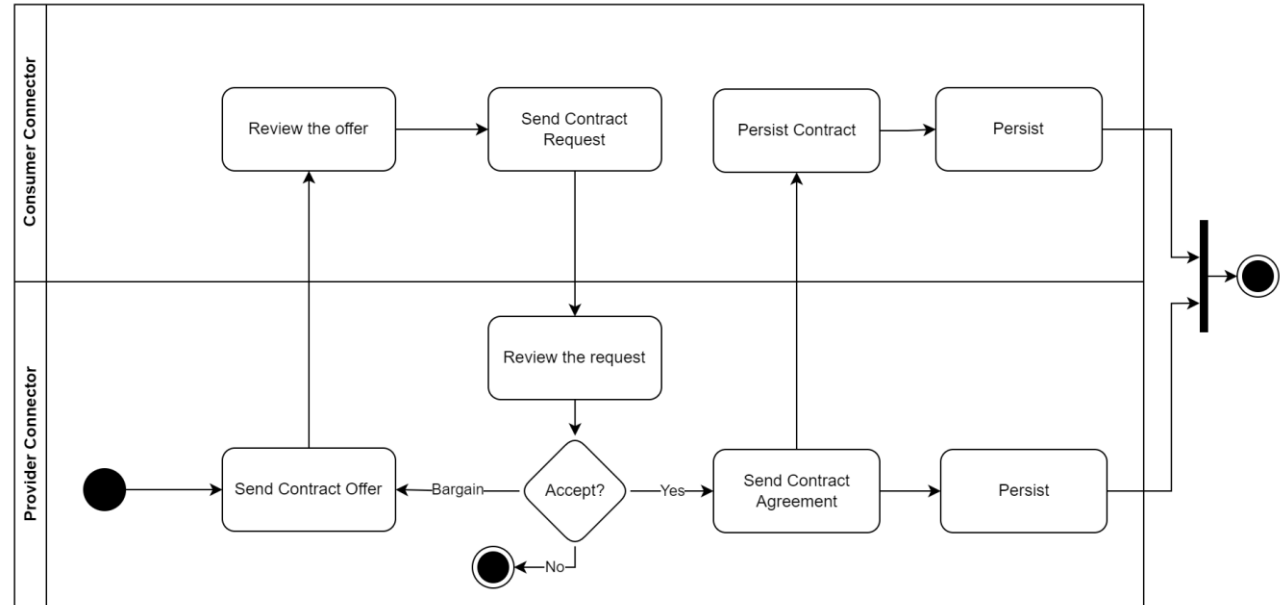 Consumer Connector
Review the offer
Send Contract
Request
Persist Contract
Persist
Provider Connector
Review the request
Send Contract Offer
Bargain
Accept?
Yes
Send Contract
Agreement
Persist
No